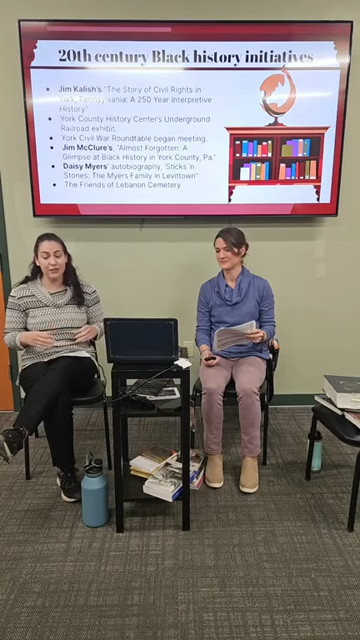 20th century Black history initiatives
Jim Kalish's "The Story of Civil Rights in
York, Pennsylvania: A 250 Year Interpretive
History"
York County History Center's Underground
Railroad exhibit.
York Civil War Roundtable began meeting.
Jim McClure's, "Almost Forgotten: A
Glimpse at Black History in York County, Pa."
Daisy Myers' autobiography, 'Sticks 'n
Stones: The Myers Family in Levittown"
The Friends of Lebanon Cemetery